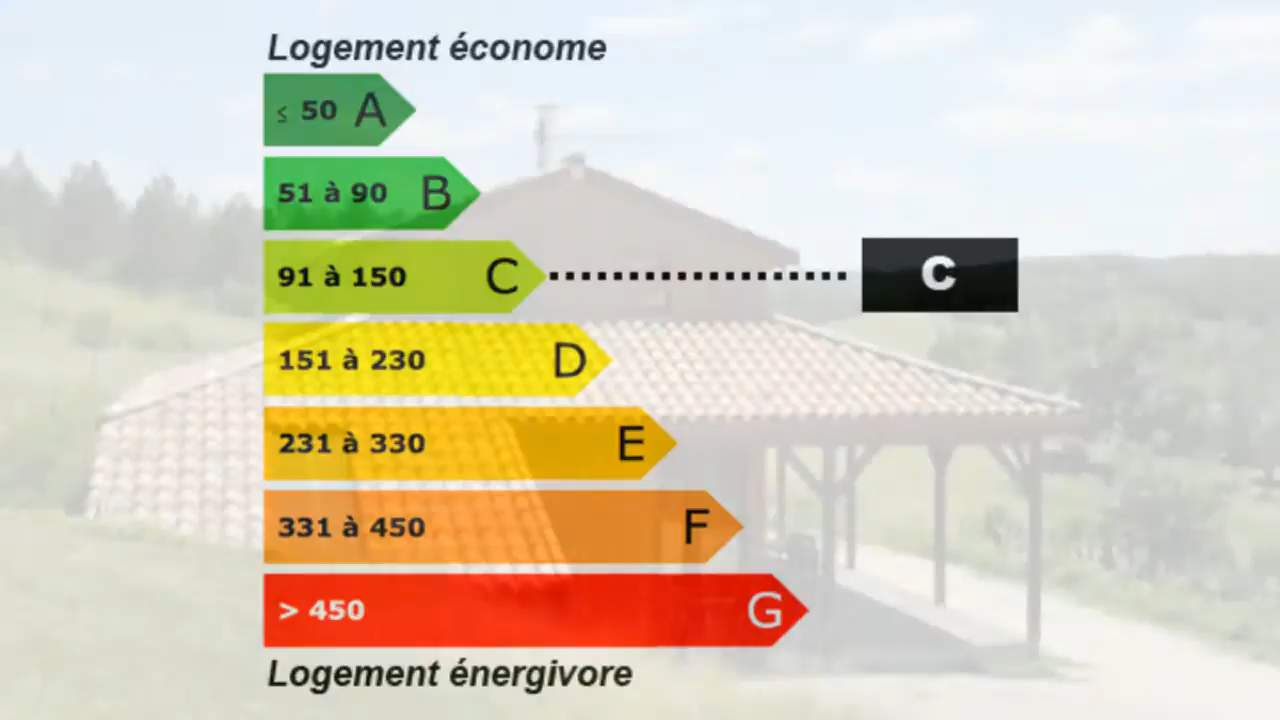 Logement économe
≤ 50 A
51 à 90 B
91 à 150 C C
151 à 230 D
231 à 330 E
331 à 450 F
> 450 G
Logement énergivore